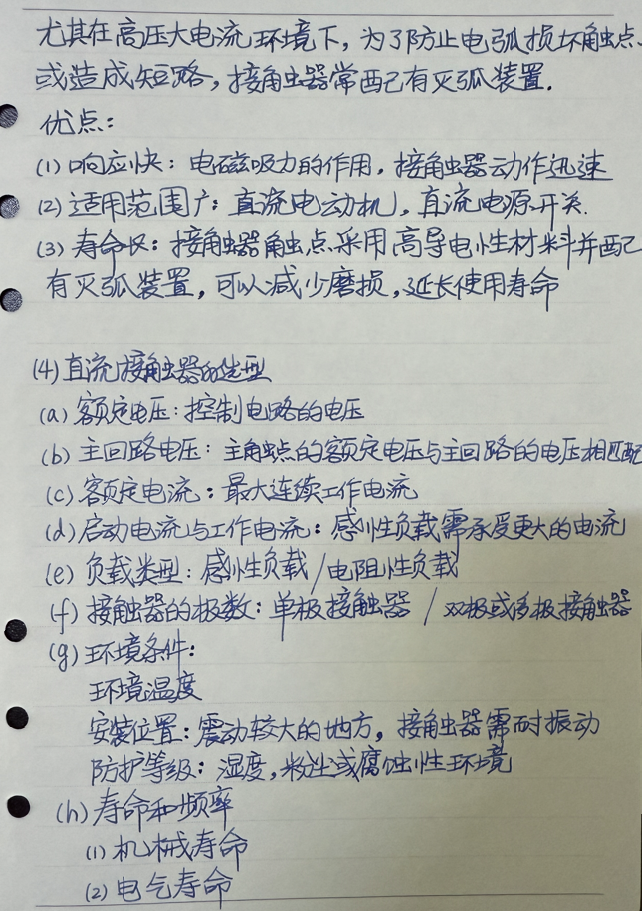 尤其在高压大电流环境下，为了防止电弧损坏触点、
或造成短路，接触器常配有灭弧装置.
优点：
(1) 响应快：电磁吸力的作用，接触器动作迅速
(2) 适用范围广：直流电动机，直流电源开关.
(3) 寿命长：接触器触点采用高导电性材料并配
有灭弧装置，可以减少磨损，延长使用寿命
(4) 直流接触器的选型
(a) 额定电压：控制电路的电压
(b) 主回路电压：主触点的额定电压与主回路的电压相匹配
(c) 额定电流：最大连续工作电流
(d) 启动电流与工作电流：感性负载需承受更大的电流
(e) 负载类型：感性负载/电阻性负载
(f) 接触器的极数：单极接触器 / 双极或多极接触器
(g) 环境条件：
环境温度
安装位置：震动较大的地方，接触器需耐振动
防护等级：湿度，粉尘或腐蚀性环境
(h) 寿命和频率
(1) 机械寿命
(2) 电气寿命